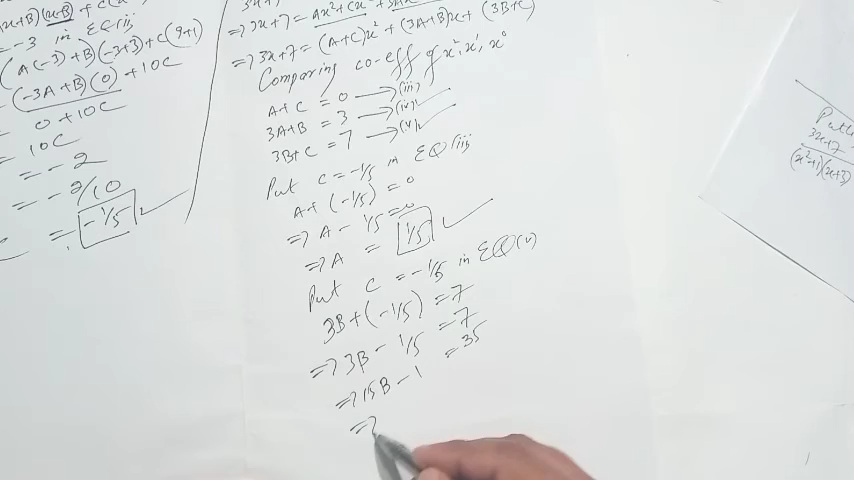 x+B)(x+3) + C(x
= -3 in EQ(ii)
(A(-3)+B)(-3+3)+C(9+1)
(-3A+B)(0) + 10C
0 + 10C
= 10C
= -2
= -2/10
= -1/5
=> 3x+7 = Ax²+Cx²+3Ax
=> 3x+7 = (A+C)x² + (3A+B)x + (3B+C)
Comparing co-eff of x², x¹, x⁰
A+C = 0 → (iii)
3A+B = 3 → (iv)
3B+C = 7 → (v)
Put C = -1/5 in EQ(iii)
A+(-1/5) = 0
=> A - 1/5 = 0
=> A = 1/5
Put C = -1/5 in EQ(v)
3B+(-1/5) = 7
=> 3B - 1/5 = 7
=> 15B - 1 = 35
=>
3x+7
(x²+1)(x+3)